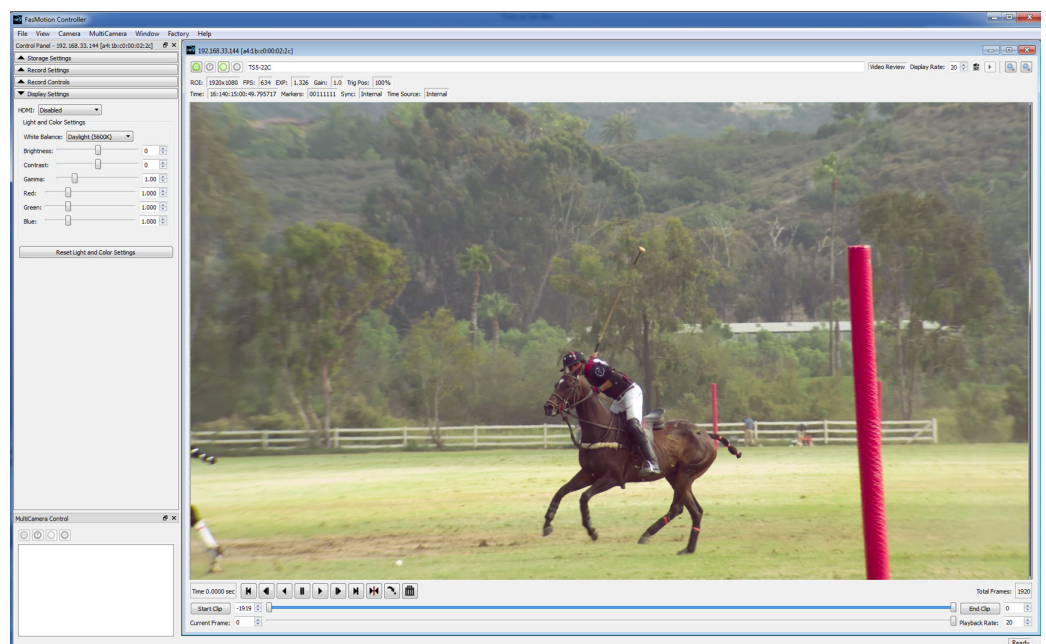 FasMotion Controller
File View Camera MultiCamera Window Factory Help
Control Panel - 192.168.33.144 [a4:1b:c0:00:02:2c]
Storage Settings
Record Settings
Record Controls
Display Settings
HDMI: Disabled
Light and Color Settings
White Balance: Daylight (5600K)
Brightness: 0
Contrast: 0
Gamma: 1.00
Red: 1.000
Green: 1.000
Blue: 1.000
Reset Light and Color Settings
MultiCamera Control
192.168.33.144 [a4:1b:c0:00:02:2c]
TS5-22C Video Review Display Rate: 20
ROI: 1920x1080 FPS: 634 EXP: 1.326 Gain: 1.0 Trig Pos: 100%
Time: 16:140:15:00:49.795717 Markers: 00111111 Sync: Internal Time Source: Internal
Time 0.0000 sec Total Frames: 1920
Start Clip -1919 End Clip 0
Current Frame: 0 Playback Rate: 20
Ready